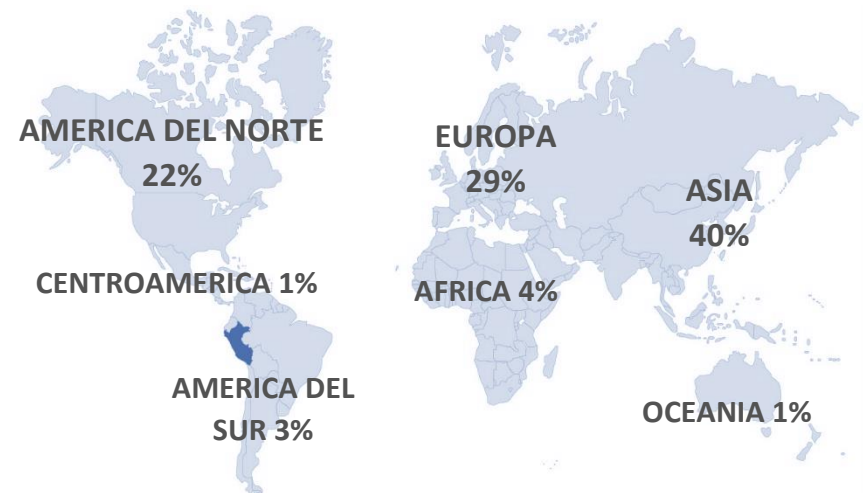 AMERICA DEL NORTE
22%
EUROPA
29%
ASIA
40%
CENTROAMERICA 1%
AFRICA 4%
AMERICA DEL
SUR 3%
OCEANIA 1%